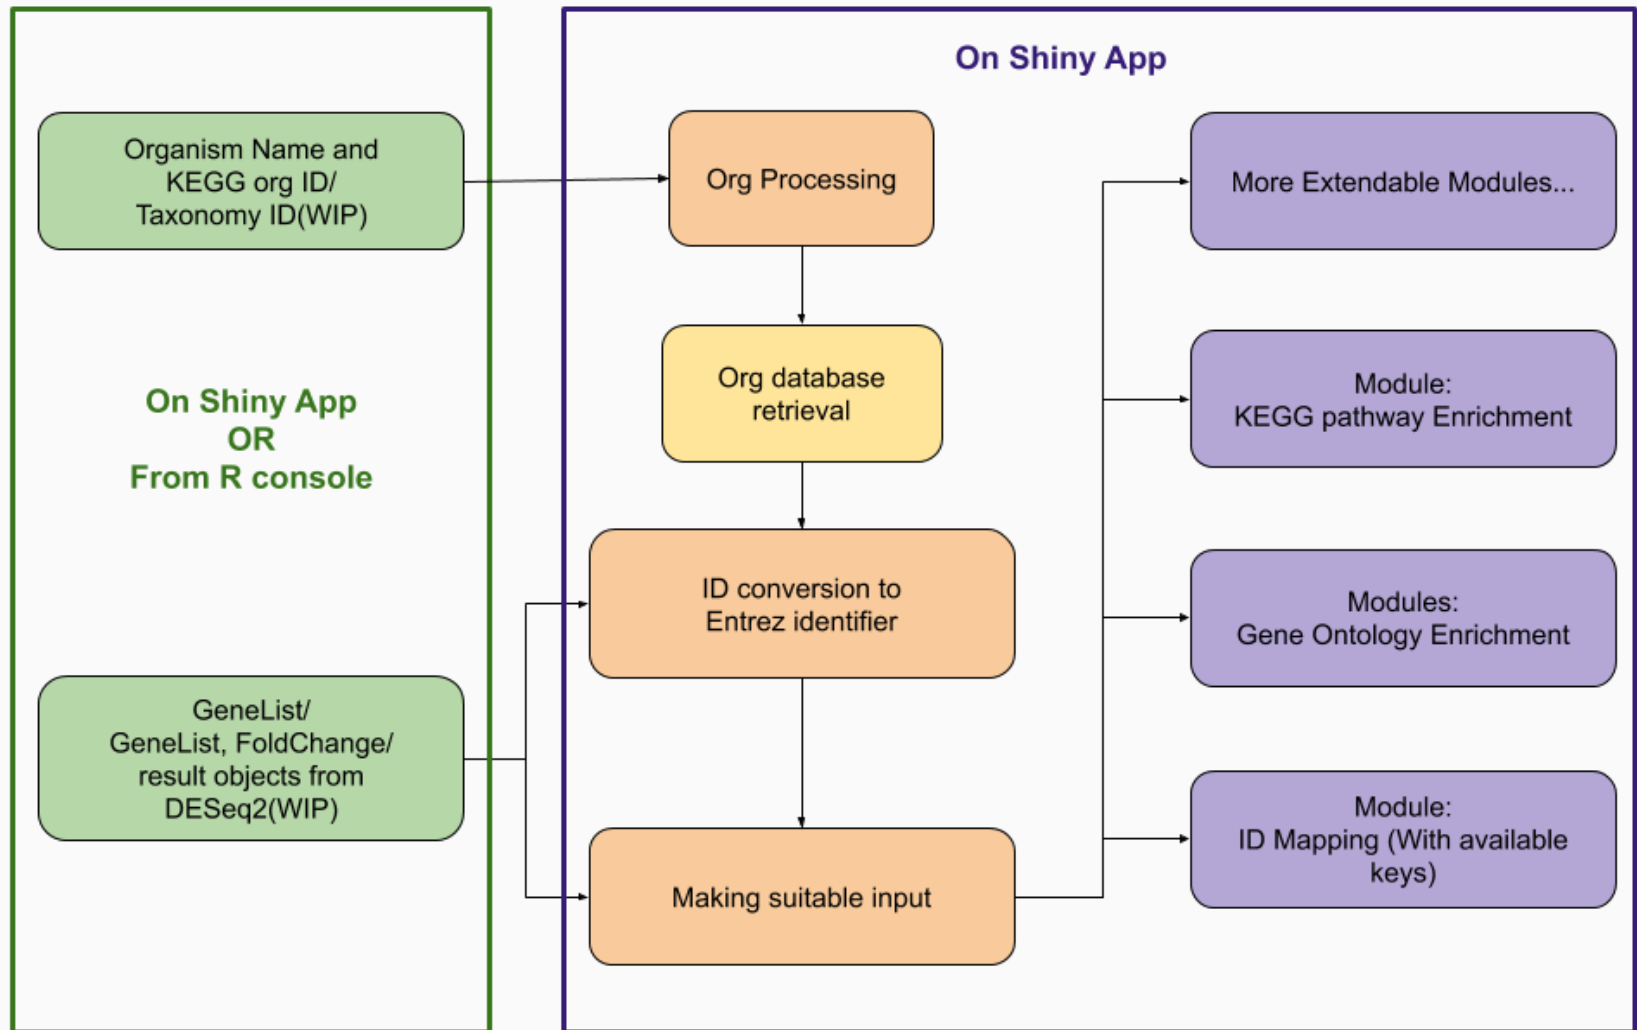 On Shiny App
Organism Name and
KEGG org ID/
Taxonomy ID(WIP)
Org Processing
More Extendable Modules...
On Shiny App
OR
From R console
Org database
retrieval
Module:
KEGG pathway Enrichment
ID conversion to
Entrez identifier
Modules:
Gene Ontology Enrichment
GeneList/
GeneList, FoldChange/
result objects from
DESeq2(WIP)
Making suitable input
Module:
ID Mapping (With available
keys)